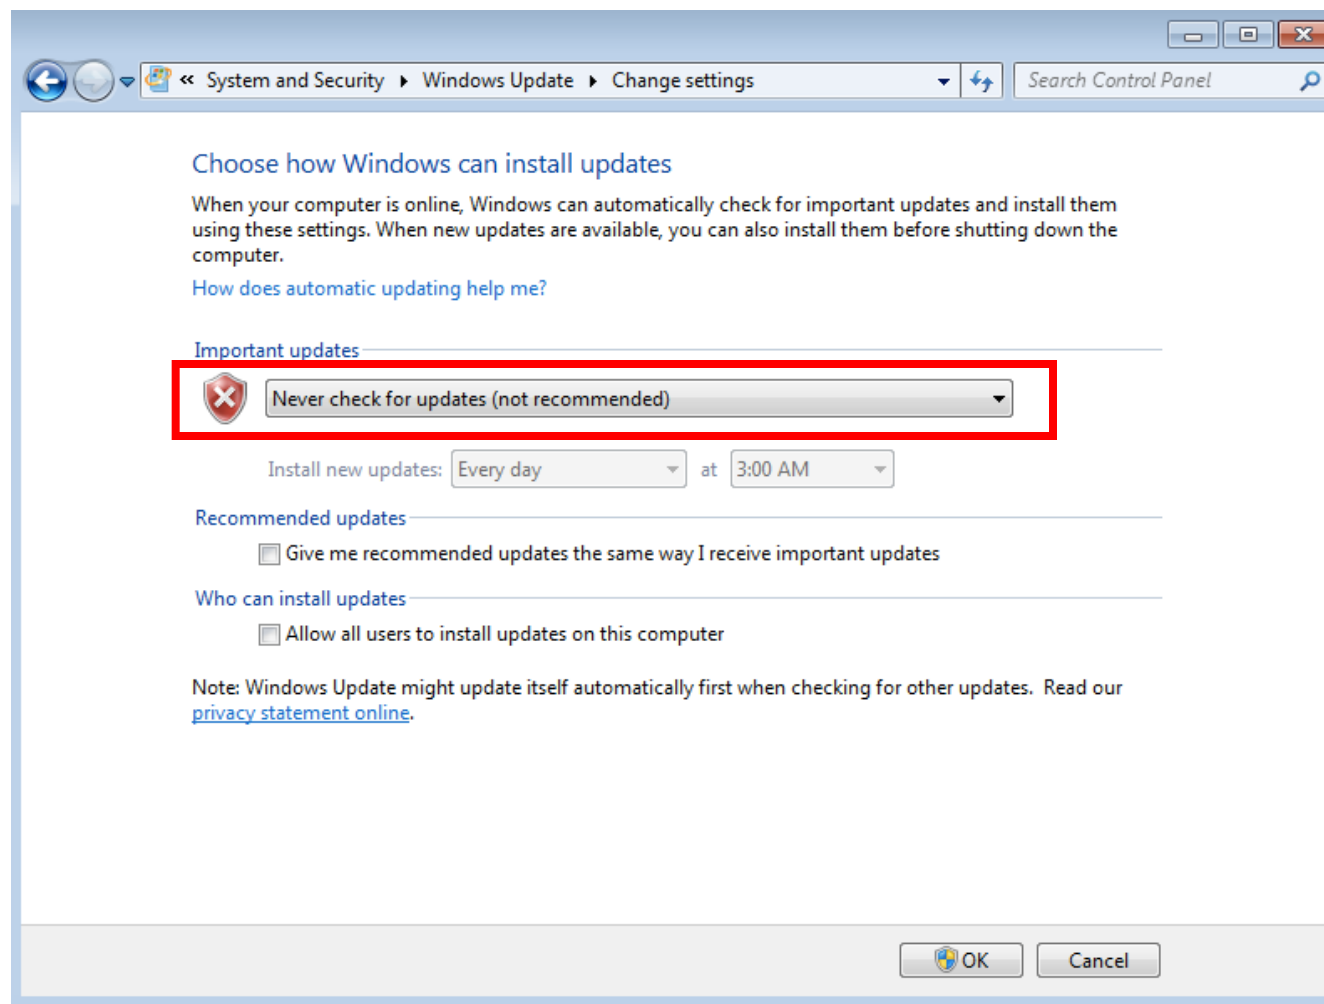 « System and Security ▸ Windows Update ▸ Change settings
Search Control Panel
Choose how Windows can install updates
When your computer is online, Windows can automatically check for important updates and install them
using these settings. When new updates are available, you can also install them before shutting down the
computer.
How does automatic updating help me?
Important updates
Never check for updates (not recommended)
Install new updates: Every day at 3:00 AM
Recommended updates
Give me recommended updates the same way I receive important updates
Who can install updates
Allow all users to install updates on this computer
Note: Windows Update might update itself automatically first when checking for other updates. Read our
privacy statement online.
OK Cancel